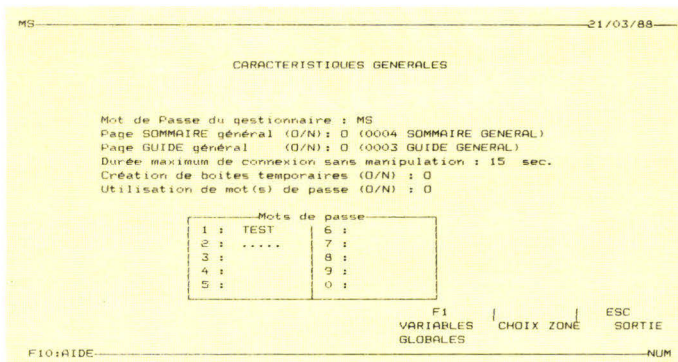 MS 21/03/88
CARACTERISTIQUES GENERALES
Mot de Passe du gestionnaire : MS
Page SOMMAIRE général (O/N): O (0004 SOMMAIRE GENERAL)
Page GUIDE général (O/N): O (0003 GUIDE GENERAL)
Durée maximum de connexion sans manipulation : 15 sec.
Création de boites temporaires (O/N) : O
Utilisation de mot(s) de passe (O/N) : O
Mots de passe
1 : TEST 6 :
2 : ..... 7 :
3 : 8 :
4 : 9 :
5 : 0 :
F1 ESC
VARIABLES CHOIX ZONE SORTIE
GLOBALES
F10:AIDE NUM